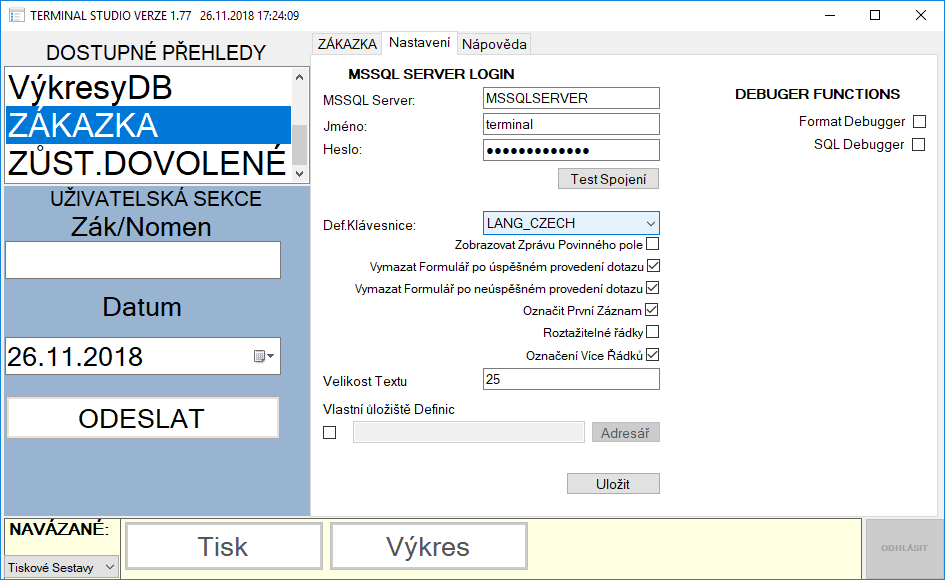 TERMINAL STUDIO VERZE 1.77 26.11.2018 17:24:09
DOSTUPNÉ PŘEHLEDY
VýkresyDB
ZÁKAZKA
ZŮST.DOVOLENÉ
UŽIVATELSKÁ SEKCE
Zák/Nomen
Datum
26.11.2018
ODESLAT
ZÁKAZKA Nastavení Nápověda
MSSQL SERVER LOGIN
MSSQL Server: MSSQLSERVER
Jméno: terminal
Heslo: ●●●●●●●●●●●●●
Test Spojení
Def.Klávesnice: LANG_CZECH
Zobrazovat Zprávu Povinného pole
Vymazat Formulář po úspěšném provedení dotazu
Vymazat Formulář po neúspěšném provedení dotazu
Označit První Záznam
Roztažitelné řádky
Označení Více Řádků
Velikost Textu 25
Vlastní úložiště Definic
Adresář
Uložit
DEBUGER FUNCTIONS
Format Debugger
SQL Debugger
NAVÁZANÉ:
Tiskové Sestavy
Tisk
Výkres
ODHLÁSIT